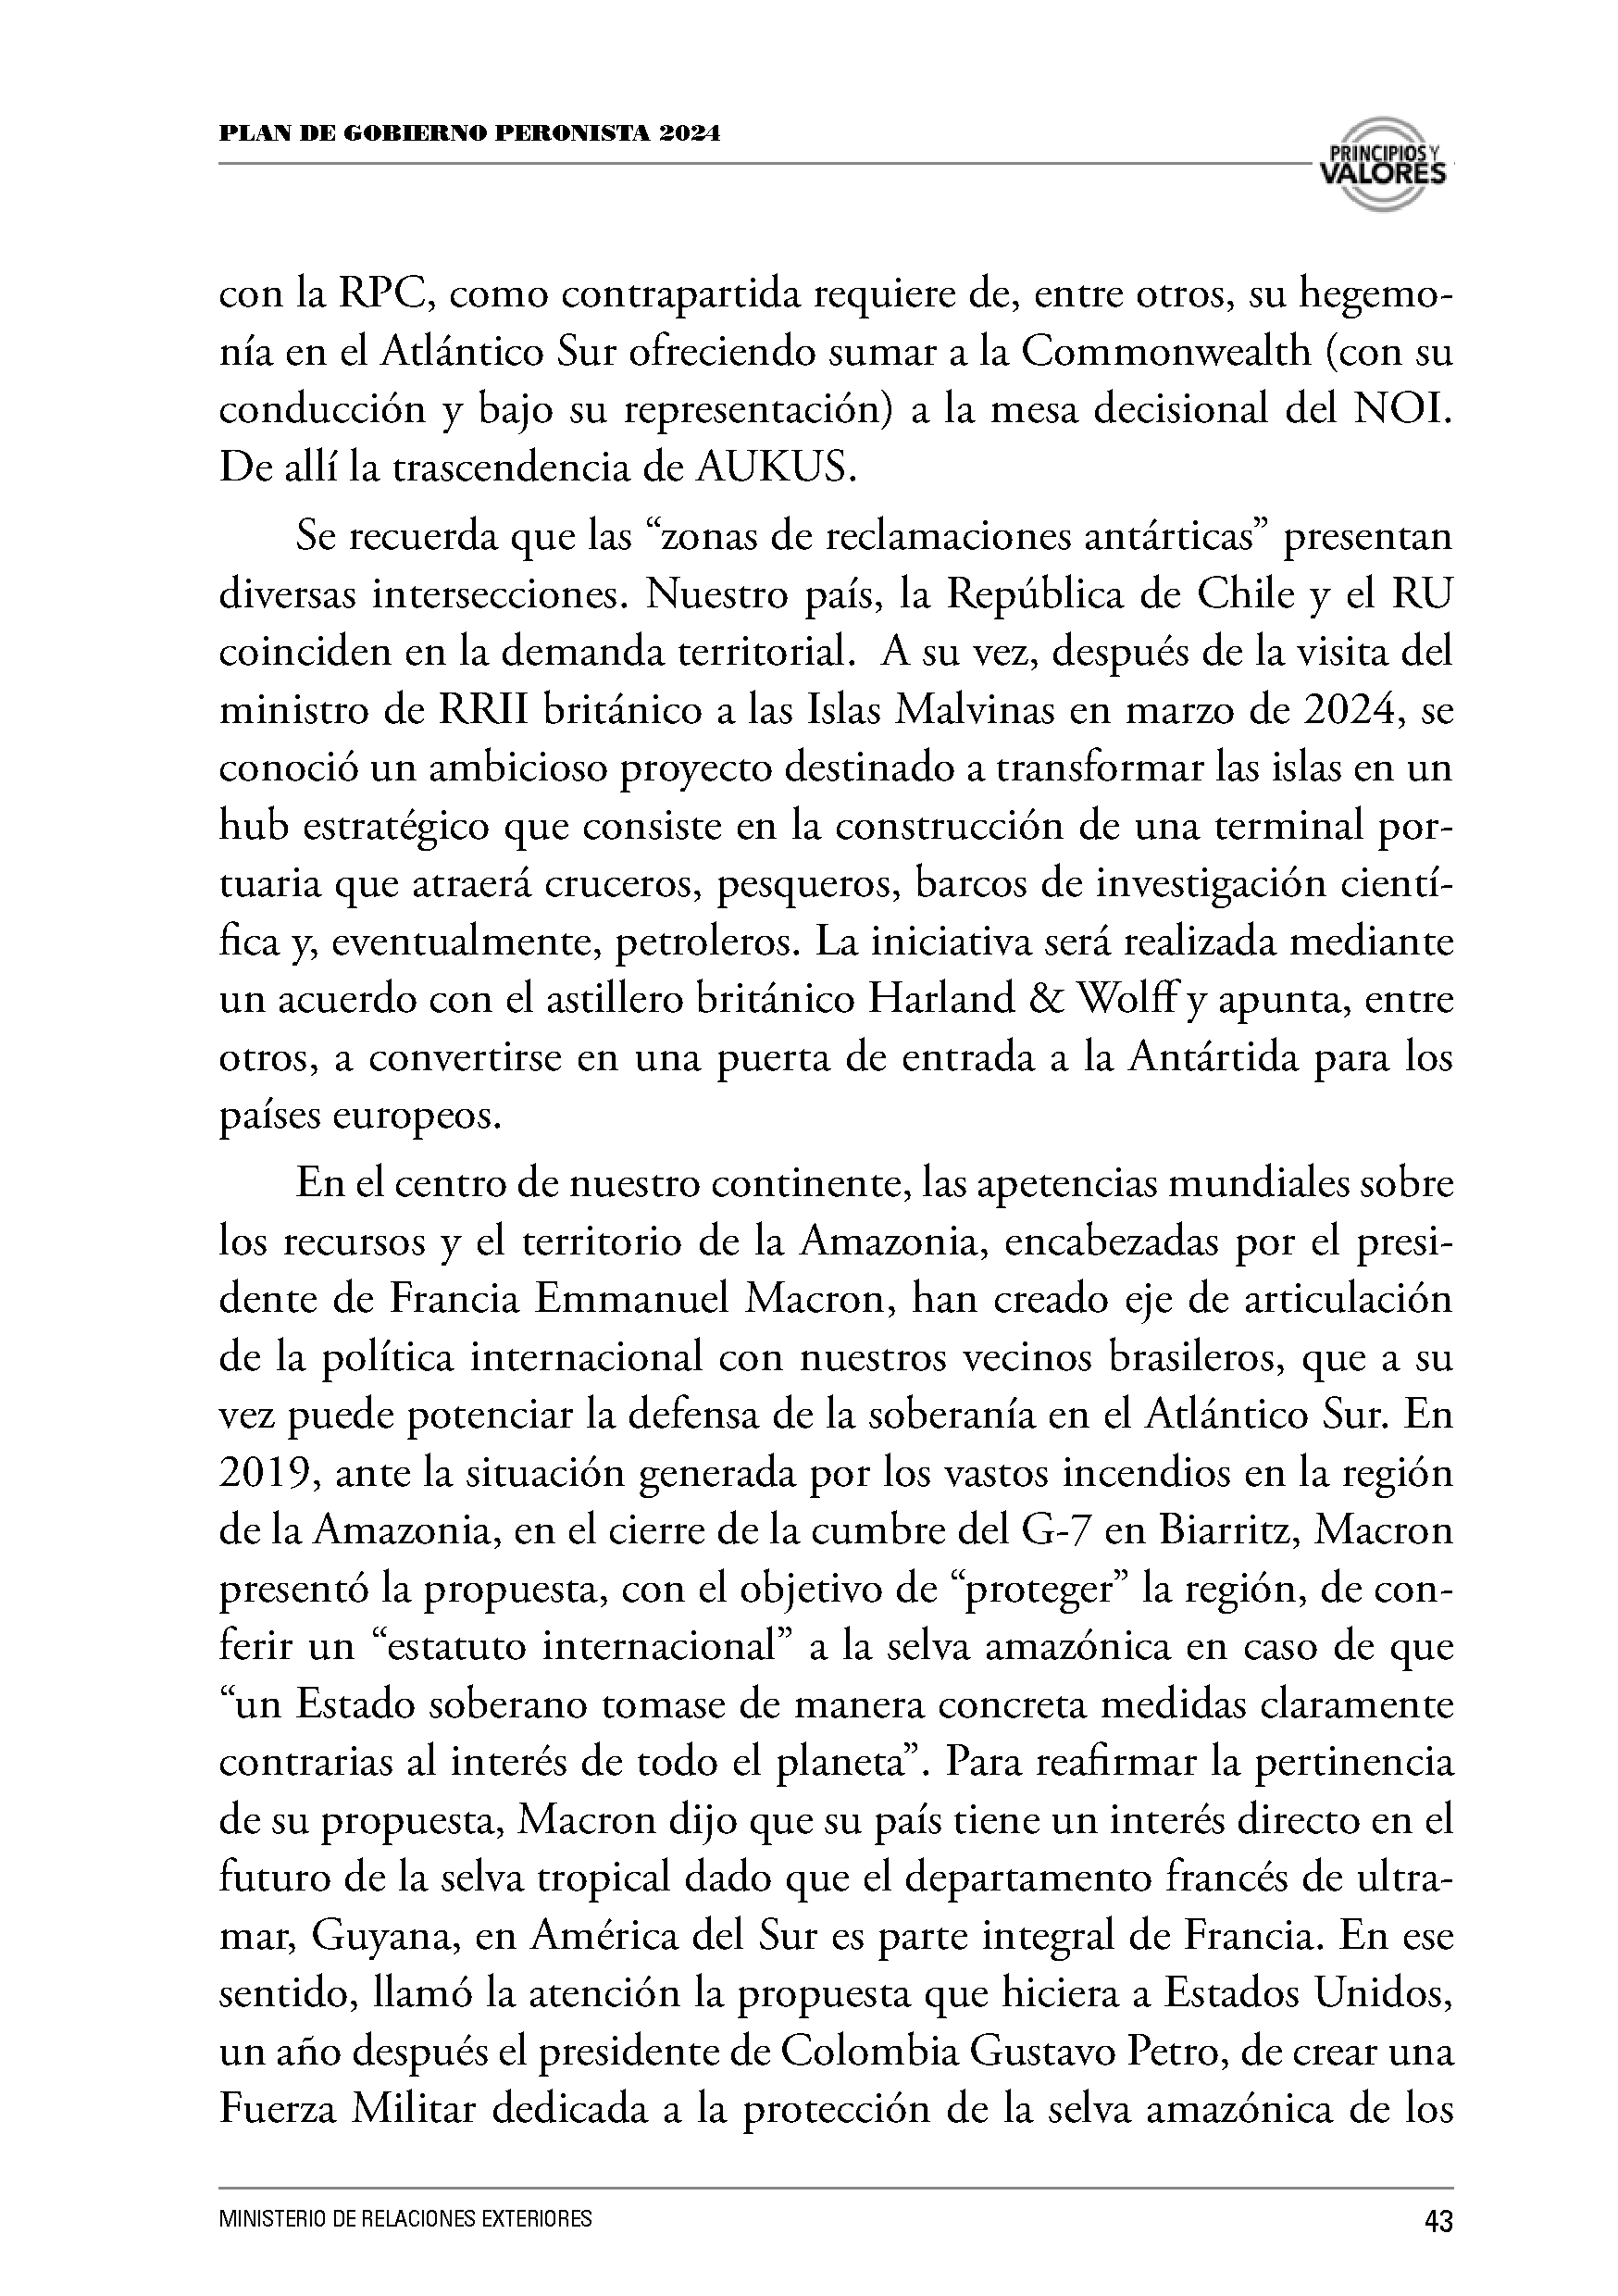 PLAN DE GOBIERNO PERONISTA 2024
PRINCIPIOS Y
VALORES
con la RPC, como contrapartida requiere de, entre otros, su hegemo-
nía en el Atlántico Sur ofreciendo sumar a la Commonwealth (con su
conducción y bajo su representación) a la mesa decisional del NOI.
De allí la trascendencia de AUKUS.
Se recuerda que las “zonas de reclamaciones antárticas” presentan
diversas intersecciones. Nuestro país, la República de Chile y el RU
coinciden en la demanda territorial. A su vez, después de la visita del
ministro de RRII británico a las Islas Malvinas en marzo de 2024, se
conoció un ambicioso proyecto destinado a transformar las islas en un
hub estratégico que consiste en la construcción de una terminal por-
tuaria que atraerá cruceros, pesqueros, barcos de investigación cientí-
fica y, eventualmente, petroleros. La iniciativa será realizada mediante
un acuerdo con el astillero británico Harland & Wolff y apunta, entre
otros, a convertirse en una puerta de entrada a la Antártida para los
países europeos.
En el centro de nuestro continente, las apetencias mundiales sobre
los recursos y el territorio de la Amazonia, encabezadas por el presi-
dente de Francia Emmanuel Macron, han creado eje de articulación
de la política internacional con nuestros vecinos brasileros, que a su
vez puede potenciar la defensa de la soberanía en el Atlántico Sur. En
2019, ante la situación generada por los vastos incendios en la región
de la Amazonia, en el cierre de la cumbre del G-7 en Biarritz, Macron
presentó la propuesta, con el objetivo de “proteger” la región, de con-
ferir un “estatuto internacional” a la selva amazónica en caso de que
“un Estado soberano tomase de manera concreta medidas claramente
contrarias al interés de todo el planeta”. Para reafirmar la pertinencia
de su propuesta, Macron dijo que su país tiene un interés directo en el
futuro de la selva tropical dado que el departamento francés de ultra-
mar, Guyana, en América del Sur es parte integral de Francia. En ese
sentido, llamó la atención la propuesta que hiciera a Estados Unidos,
un año después el presidente de Colombia Gustavo Petro, de crear una
Fuerza Militar dedicada a la protección de la selva amazónica de los
MINISTERIO DE RELACIONES EXTERIORES
43